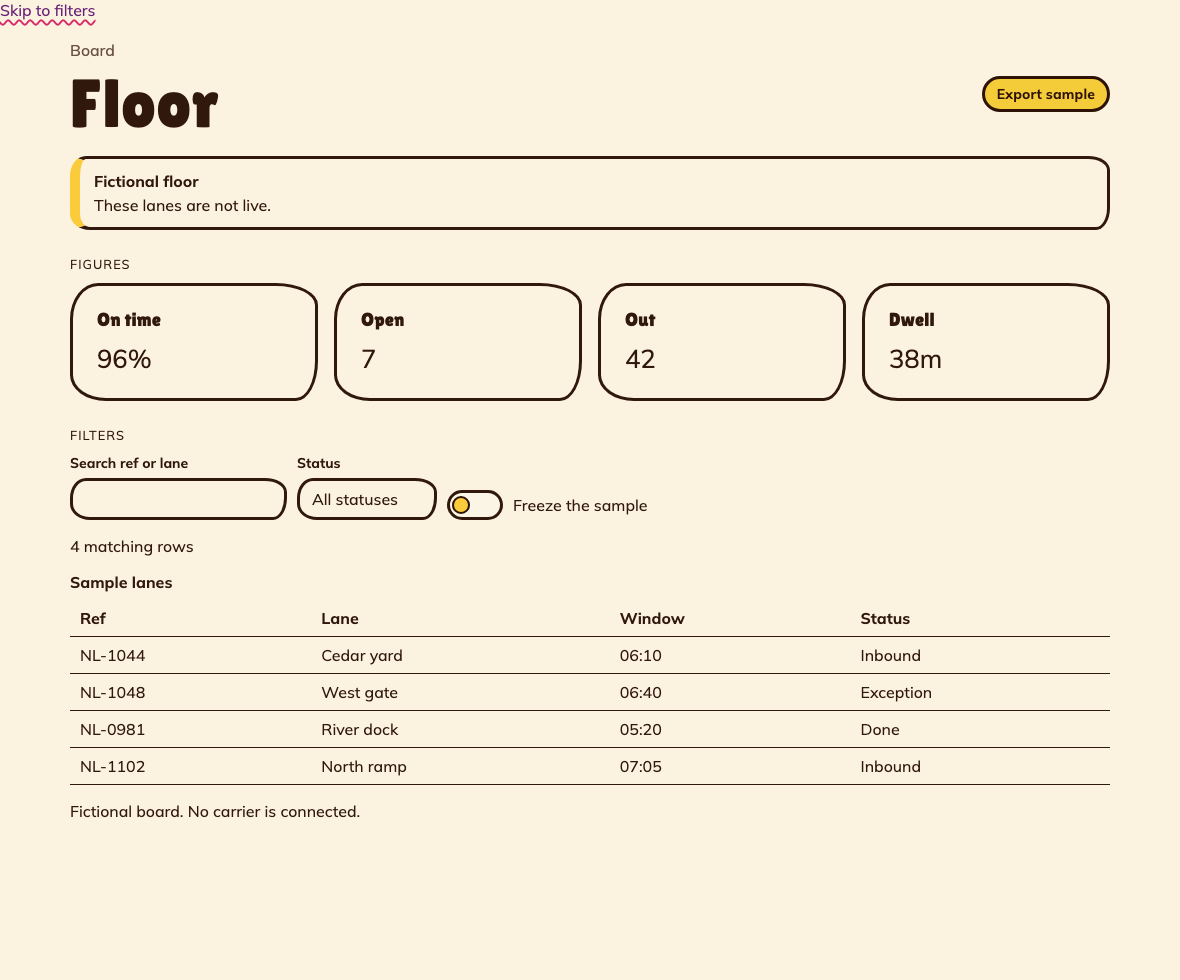 Skip to filters
Board
Floor
Export sample
Fictional floor
These lanes are not live.
FIGURES
On time
96%
Open
7
Out
42
Dwell
38m
FILTERS
Search ref or lane
Status
All statuses
Freeze the sample
4 matching rows
Sample lanes
Ref Lane Window Status
NL-1044 Cedar yard 06:10 Inbound
NL-1048 West gate 06:40 Exception
NL-0981 River dock 05:20 Done
NL-1102 North ramp 07:05 Inbound
Fictional board. No carrier is connected.